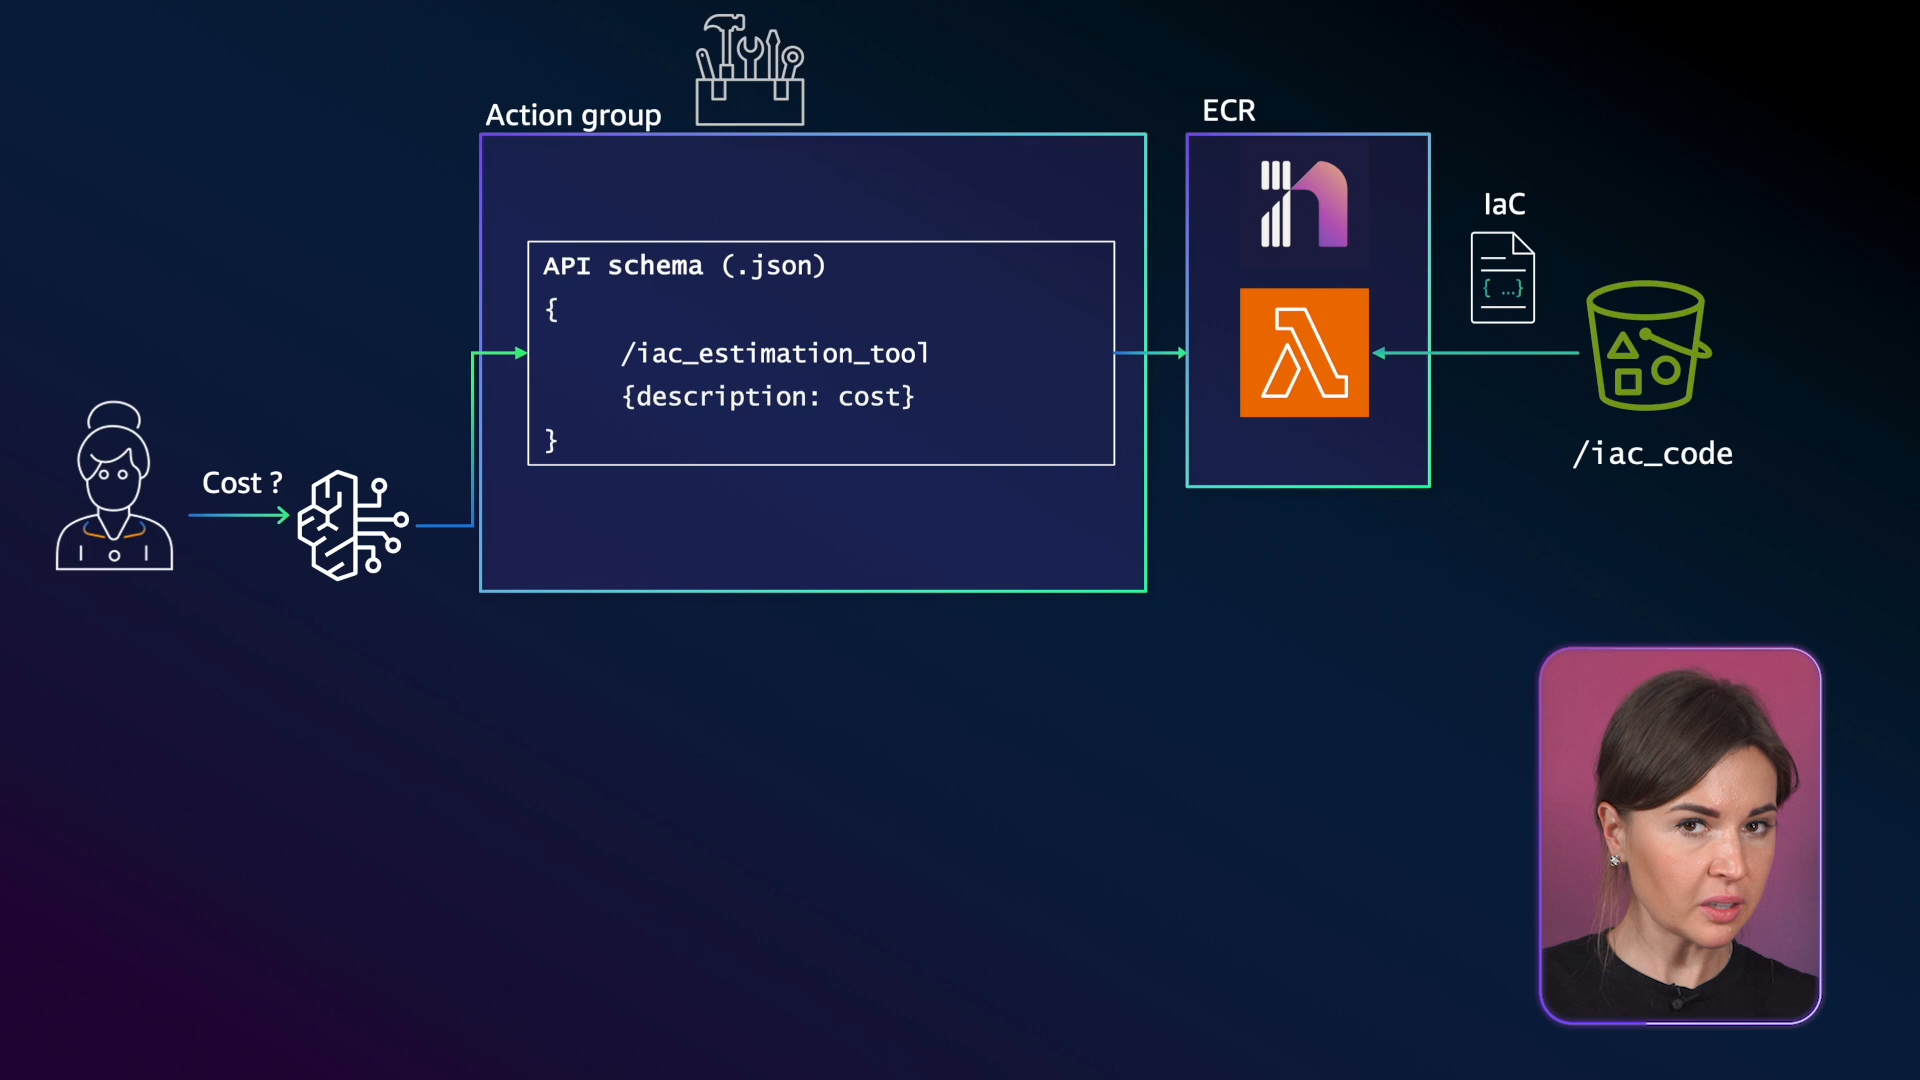 Action group
ECR
IaC
API schema (.json)
{
/iac_estimation_tool
{description: cost}
}
{ ...}
/iac_code
Cost ?